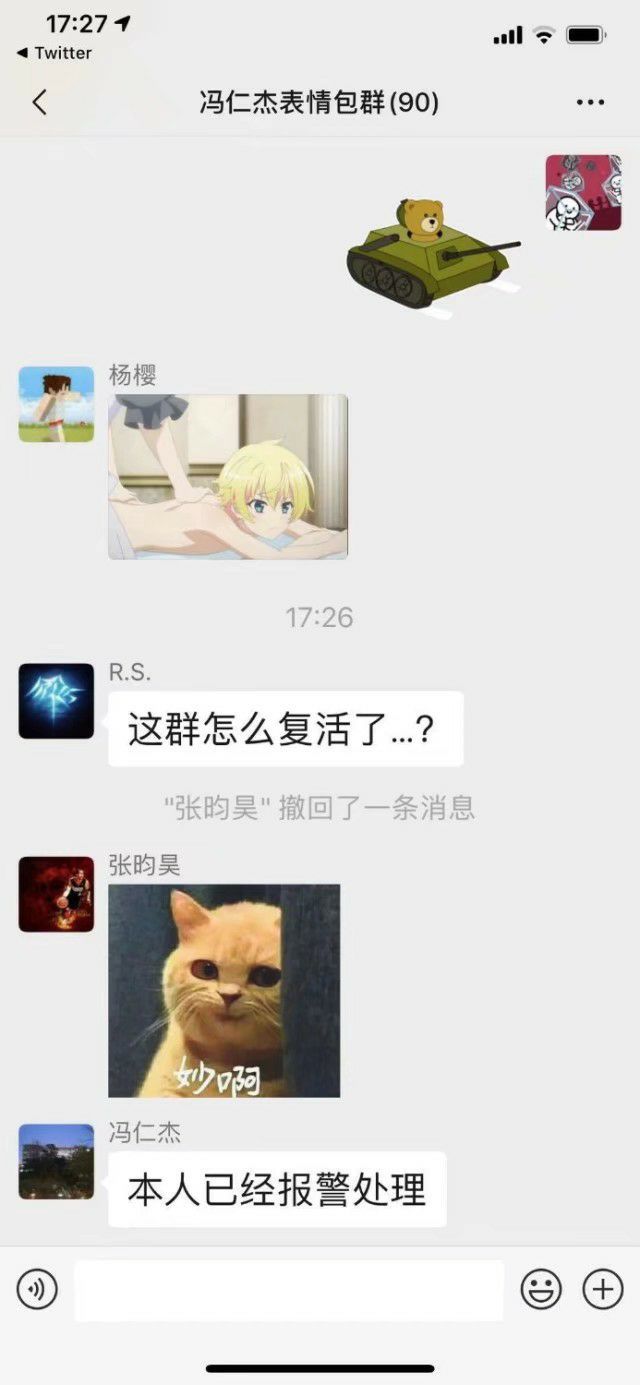 17:27
◀ Twitter
冯仁杰表情包群(90)
杨樱
17:26
R.S.
这群怎么复活了...?
"张昀昊" 撤回了一条消息
张昀昊
妙啊
冯仁杰
本人已经报警处理